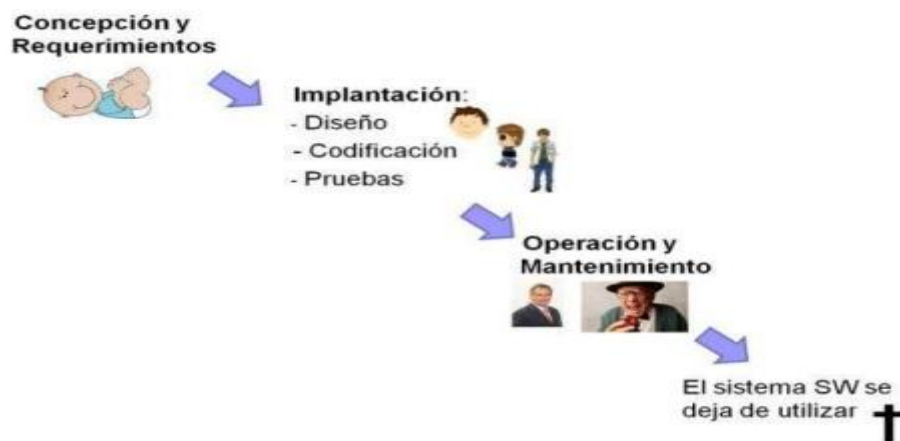 Concepción y
Requerimientos
Implantación:
- Diseño
- Codificación
- Pruebas
Operación y
Mantenimiento
El sistema SW se
deja de utilizar